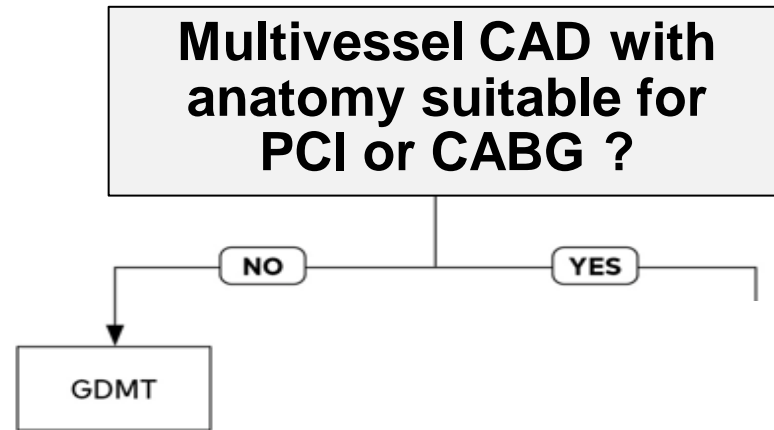 Multivessel CAD with
anatomy suitable for
PCI or CABG ?
NO
YES
GDMT